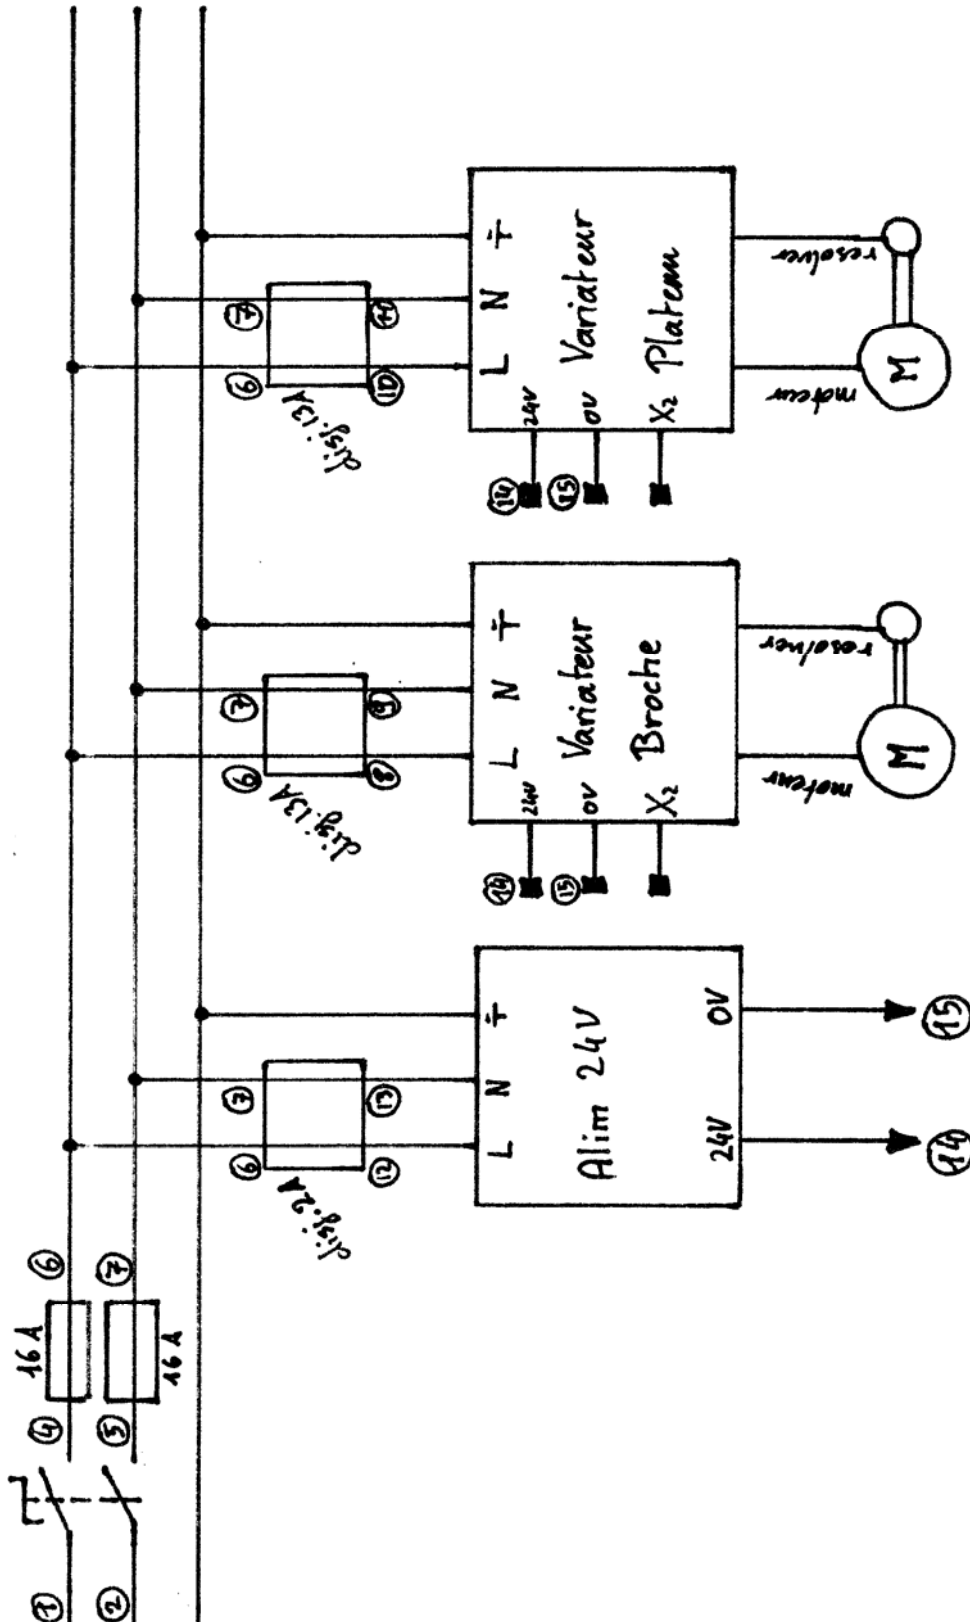 ① ④ 16 A ⑥
② ⑤ 16 A ⑦
⑥ ⑦
disj. 2A
⑫ ⑬
L N ⏚
Alim 24V
24V 0V
⑭ ⑮
⑥ ⑦
disj. 13A
⑧ ⑨
L N ⏚
24V
0V Variateur
X2 Broche
⑭
⑮
moteur resolver
M
⑥ ⑦
disj. 13A
⑩ ⑪
L N ⏚
24V
0V Variateur
X2 Plateau
⑭
⑮
moteur resolver
M